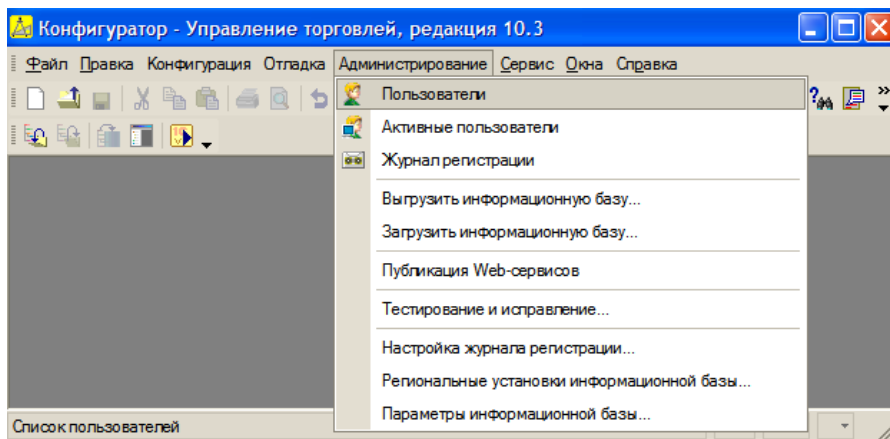 Конфигуратор - Управление торговлей, редакция 10.3
Файл Правка Конфигурация Отладка Администрирование Сервис Окна Справка
Пользователи
Активные пользователи
Журнал регистрации
Выгрузить информационную базу...
Загрузить информационную базу...
Публикация Web-сервисов
Тестирование и исправление...
Настройка журнала регистрации...
Региональные установки информационной базы...
Параметры информационной базы...
Список пользователей